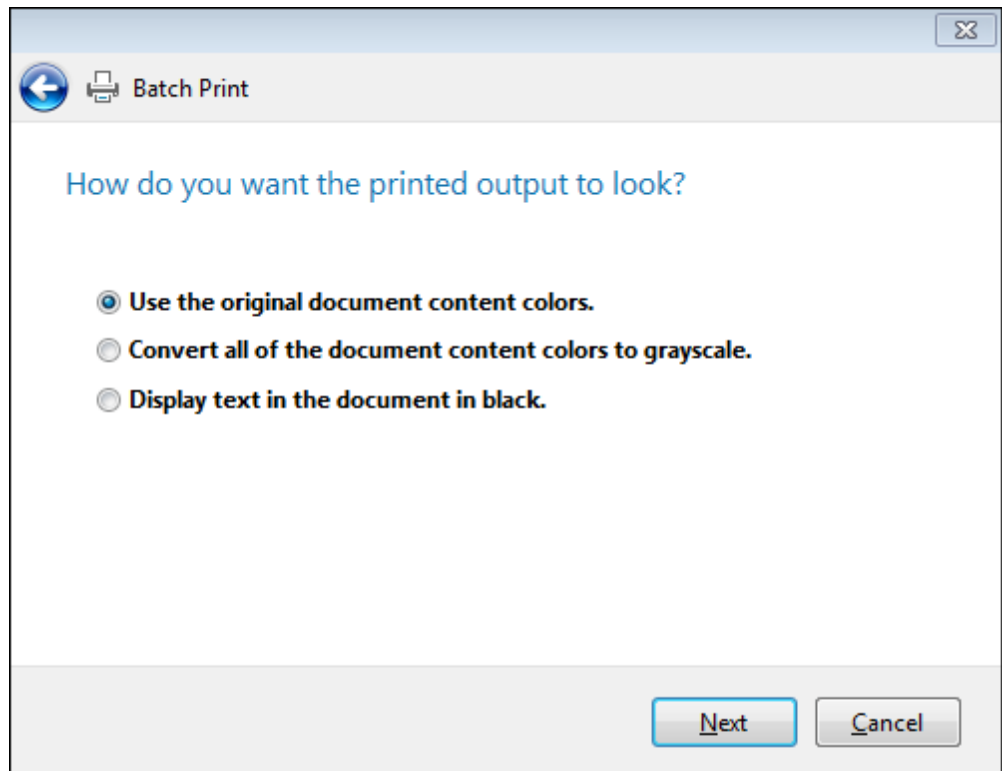 Batch Print
How do you want the printed output to look?
Use the original document content colors.
Convert all of the document content colors to grayscale.
Display text in the document in black.
Next Cancel